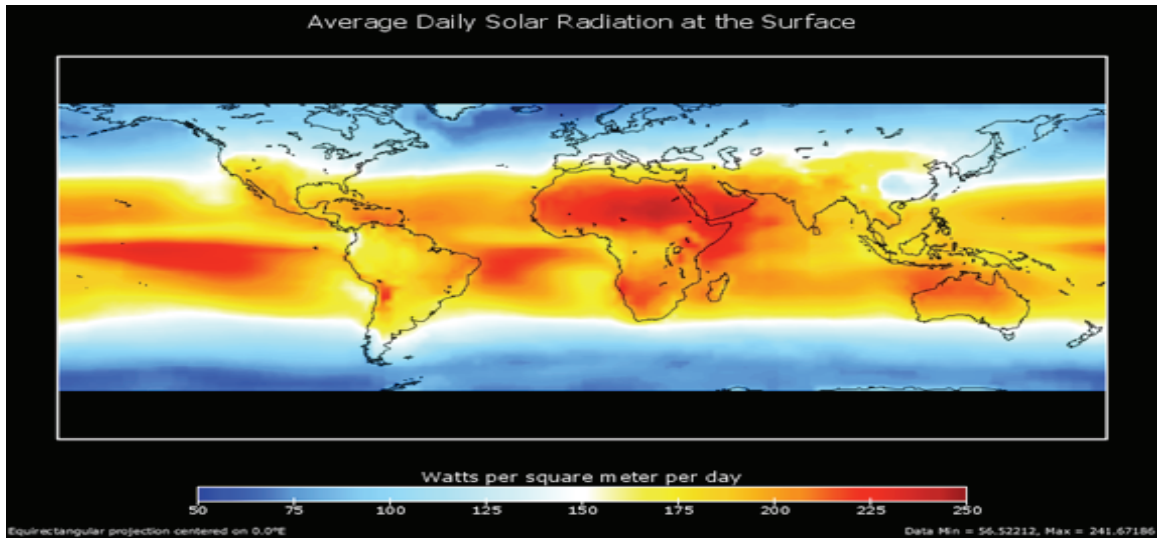 Average Daily Solar Radiation at the Surface
Watts per square meter per day
50 75 100 125 150 175 200 225 250
Equirectangular projection centered on 0.0°E
Data Min = 56.52212, Max = 241.67186